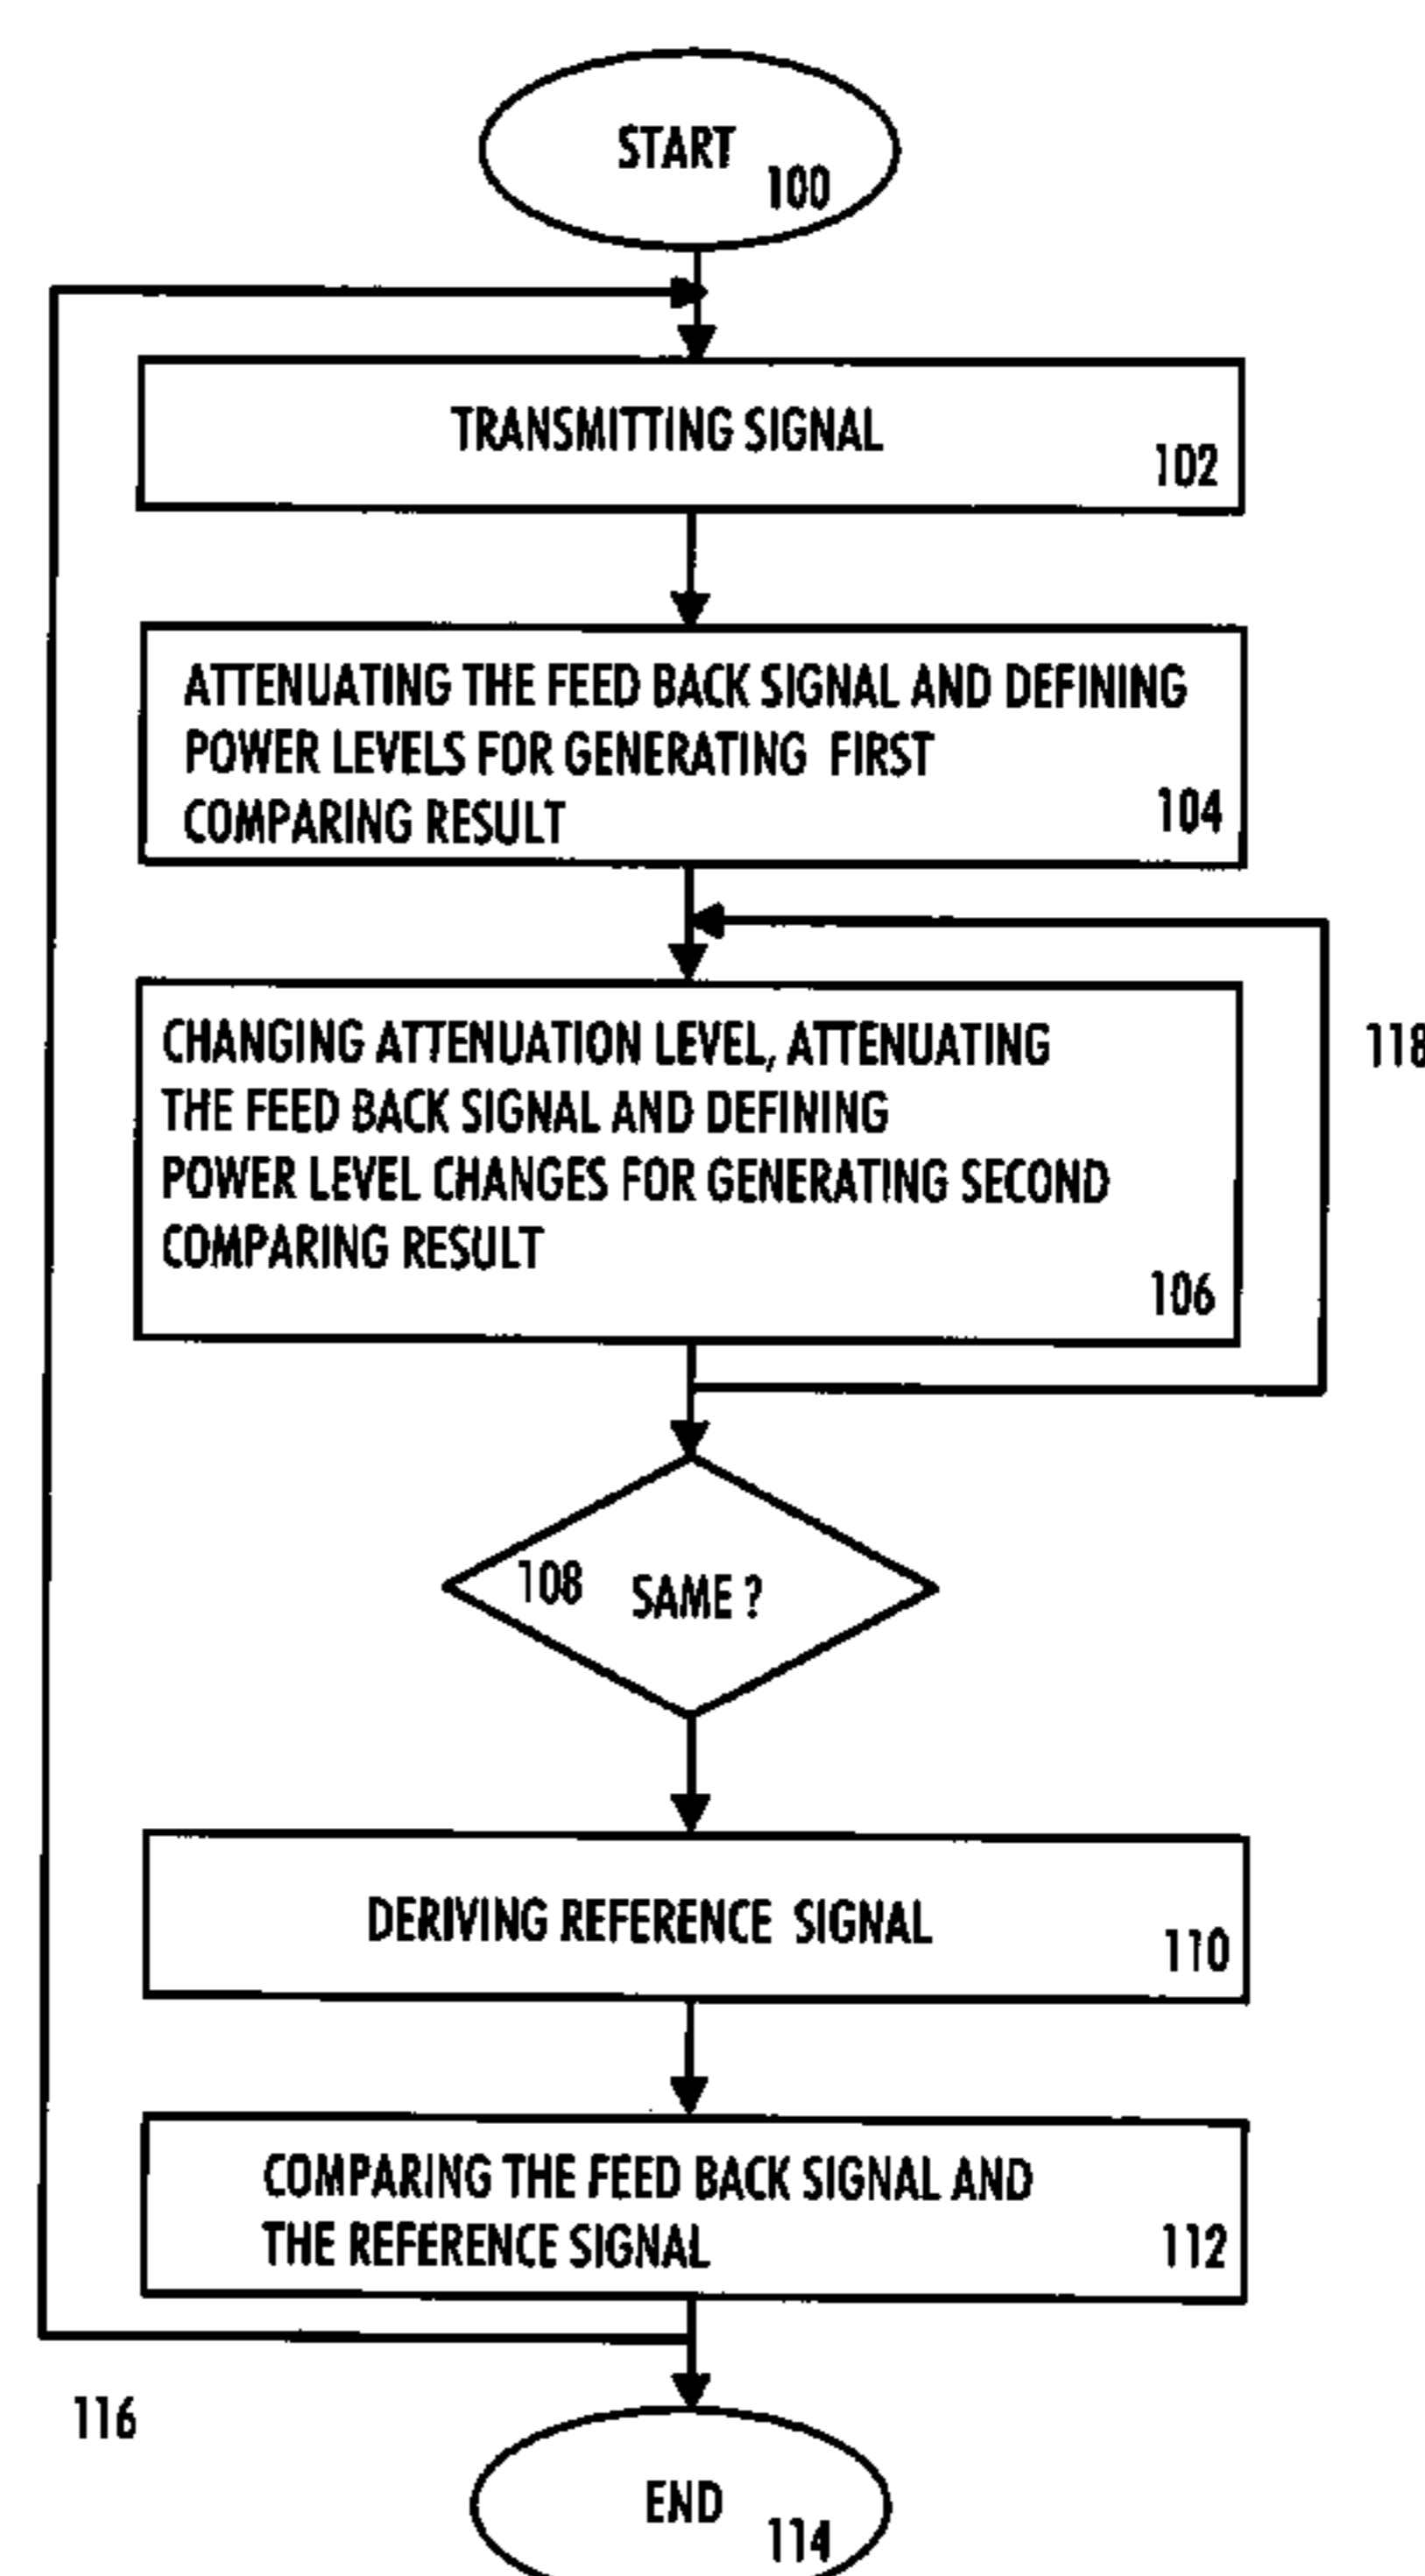 START
100
TRANSMITTING SIGNAL
102
ATTENUATING THE FEED BACK SIGNAL AND DEFINING
POWER LEVELS FOR GENERATING FIRST
COMPARING RESULT
104
CHANGING ATTENUATION LEVEL, ATTENUATING
THE FEED BACK SIGNAL AND DEFINING
POWER LEVEL CHANGES FOR GENERATING SECOND
COMPARING RESULT
106
118
108 SAME ?
DERIVING REFERENCE SIGNAL
110
COMPARING THE FEED BACK SIGNAL AND
THE REFERENCE SIGNAL
112
116
END
114